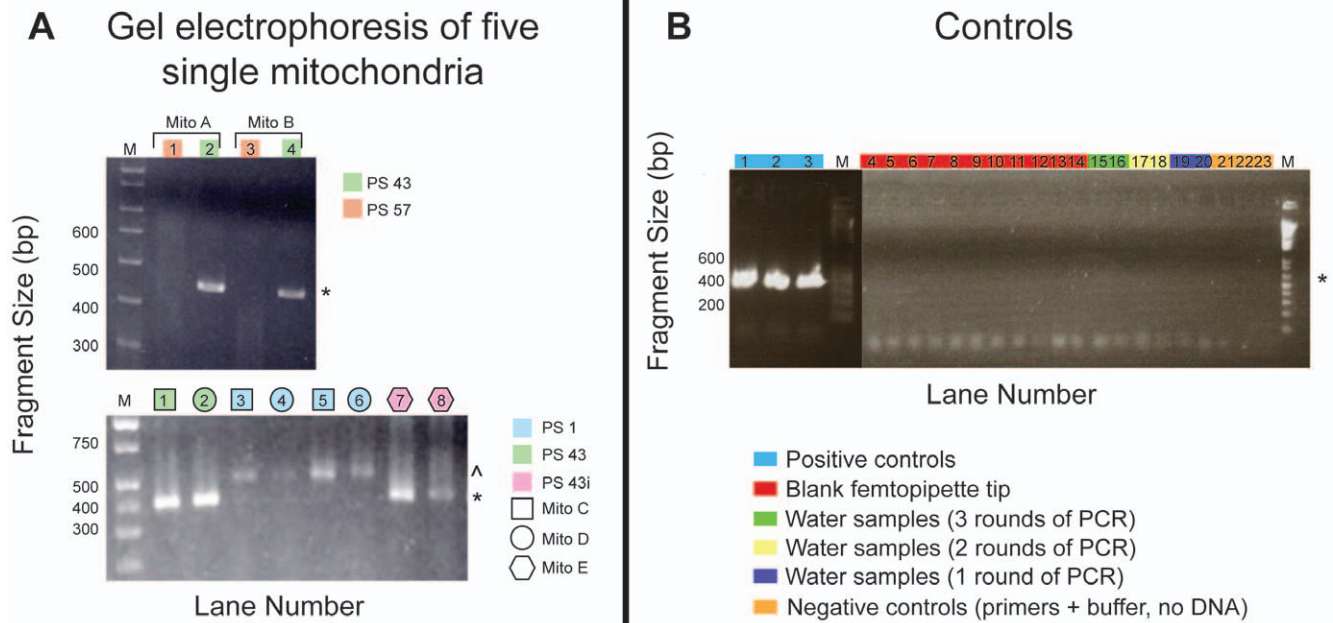 A
Gel electrophoresis of five
single mitochondria
Mito A
Mito B
M
1
2
3
4
PS 43
PS 57
600
500
400
300
*
Fragment Size (bp)
M
1
2
3
4
5
6
7
8
750
500
400
300
^
*
PS 1
PS 43
PS 43i
Mito C
Mito D
Mito E
Lane Number
B
Controls
1 2 3 M 4 5 6 7 8 9 10 11 12 13 14 15 16 17 18 19 20 21 22 23 M
600
400
200
*
Fragment Size (bp)
Lane Number
Positive controls
Blank femtopipette tip
Water samples (3 rounds of PCR)
Water samples (2 rounds of PCR)
Water samples (1 round of PCR)
Negative controls (primers + buffer, no DNA)